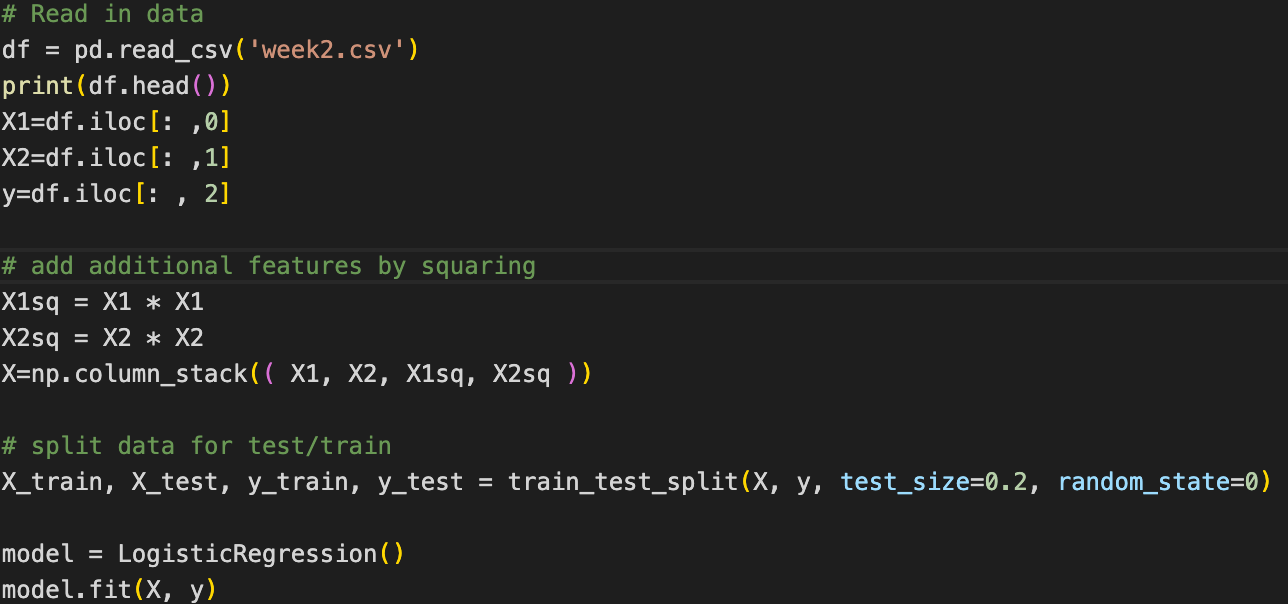 # Read in data
df = pd.read_csv('week2.csv')
print(df.head())
X1=df.iloc[: ,0]
X2=df.iloc[: ,1]
y=df.iloc[: , 2]
# add additional features by squaring
X1sq = X1 * X1
X2sq = X2 * X2
X=np.column_stack(( X1, X2, X1sq, X2sq ))
# split data for test/train
X_train, X_test, y_train, y_test = train_test_split(X, y, test_size=0.2, random_state=0)
model = LogisticRegression()
model.fit(X, y)